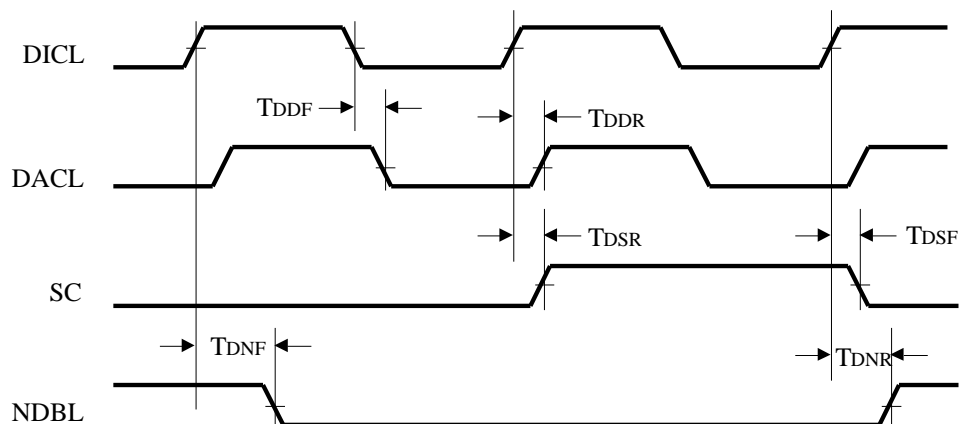 DICL
TDDF
TDDR
DACL
TDSR
TDSF
SC
TDNF
TDNR
NDBL